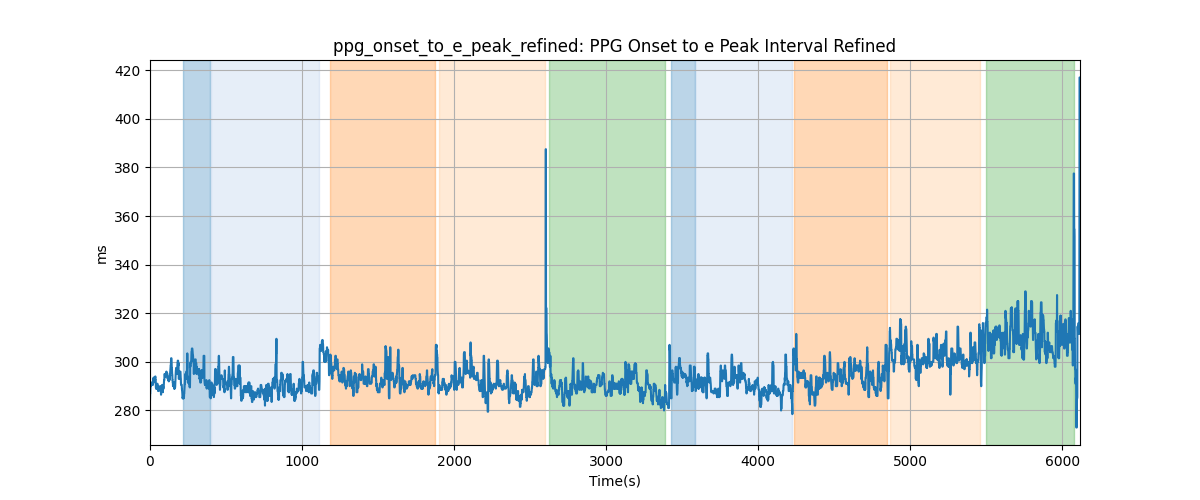 ppg_onset_to_e_peak_refined: PPG Onset to e Peak Interval Refined
420
400
380
360
340
320
300
280
ms
0 1000 2000 3000 4000 5000 6000
Time(s)